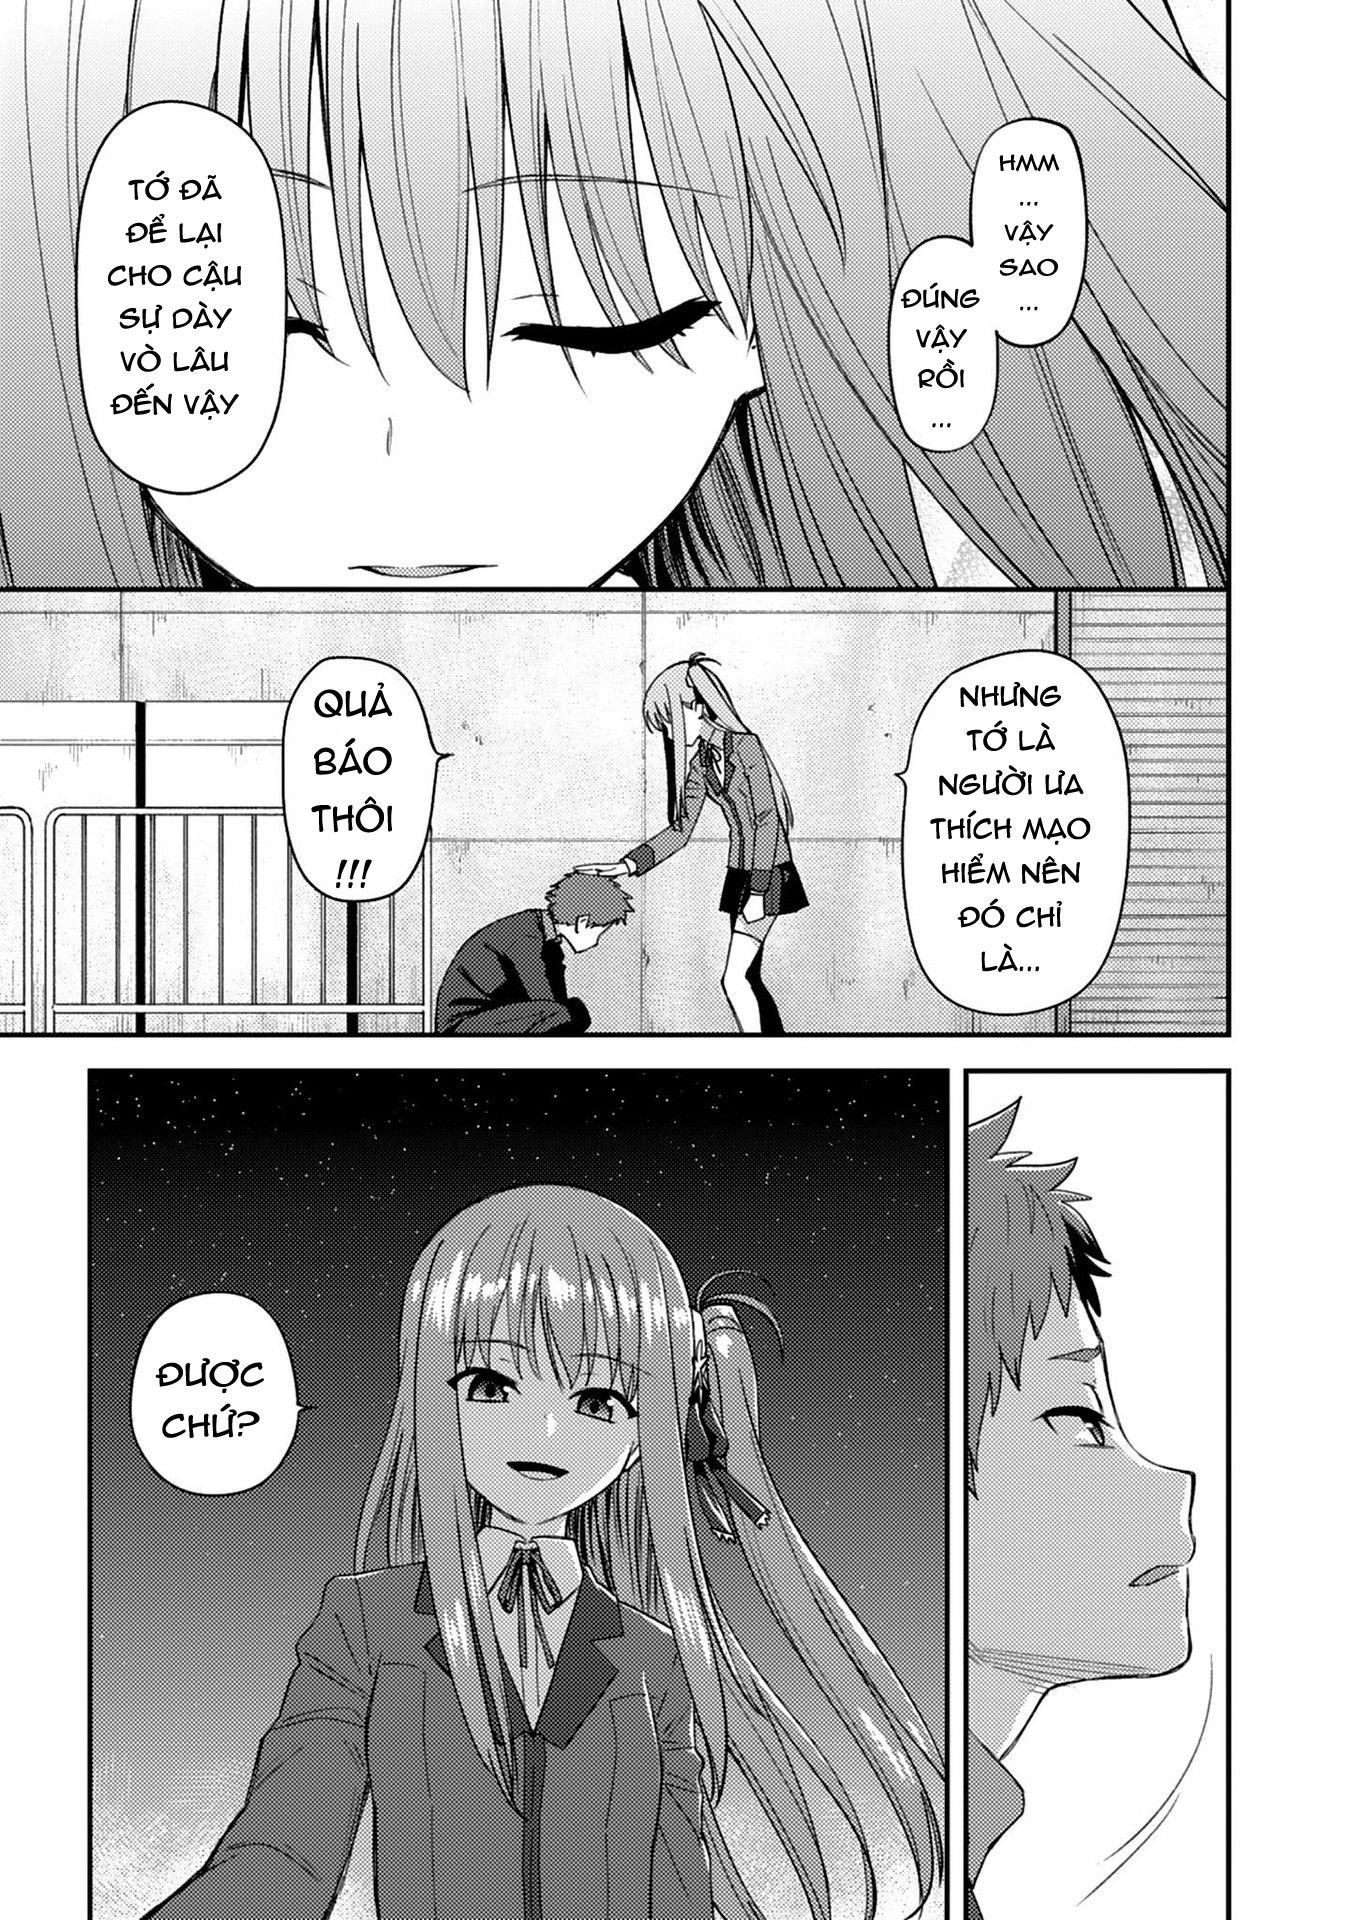 HMM
...
VẬY
SAO
...
ĐÚNG
VẬY
RỒI
...
TỚ ĐÃ
ĐỂ LẠI
CHO CẬU
SỰ DÀY
VÒ LÂU
ĐẾN VẬY
NHƯNG
TỚ LÀ
NGƯỜI ƯA
THÍCH MẠO
HIỂM NÊN
ĐÓ CHỈ
LÀ...
QUẢ
BÁO
THÔI
!!!
ĐƯỢC
CHỨ?